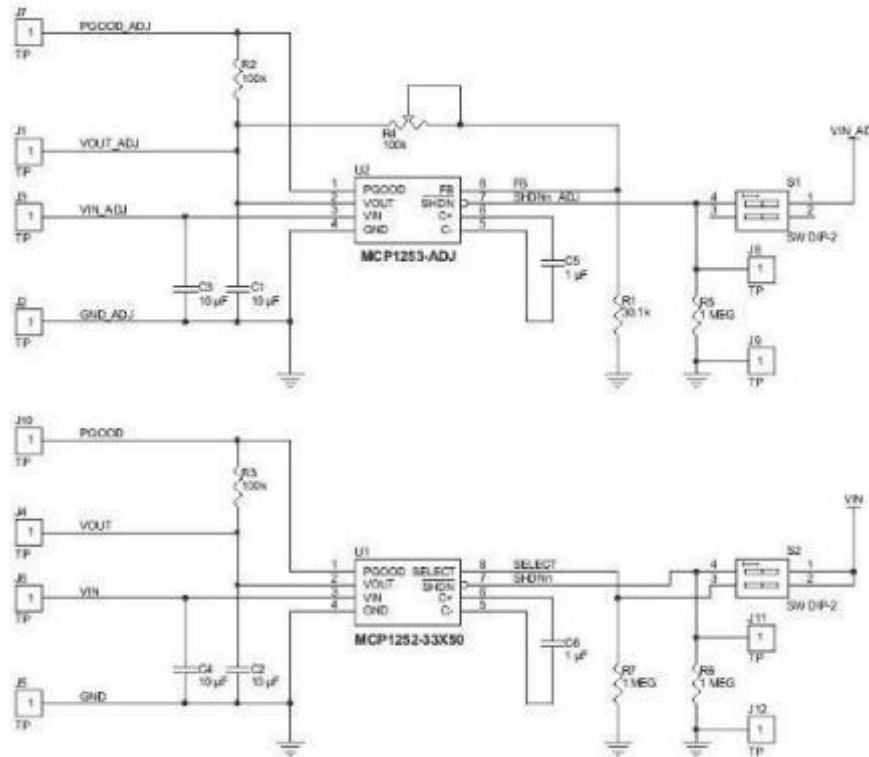 J7
1
PGOOD_ADJ
TP
R2
100k
J1
1
VOUT_ADJ
TP
R4
100k
VIN_AD
J3
1
VIN_ADJ
TP
U2
1 PGOOD FB 8 FB
2 VOUT SHDN 7 SHDNn_ADJ
3 VIN C+ 6
4 GND C- 5
MCP1253-ADJ
S1
4 1
3 2
SW DIP-2
J8
1
TP
C3
10 µF
C1
10 µF
C5
1 µF
J2
1
GND_ADJ
TP
R1
R5
1 MEG
J9
1
TP
J10
1
PGOOD
TP
R3
100k
J4
1
VOUT
TP
VIN
J6
1
VIN
TP
U1
1 PGOOD SELECT 8 SELECT
2 VOUT SHDN 7 SHDNn
3 VIN C+ 6
4 GND C- 5
MCP1252-33X50
S2
4 1
3 2
SW DIP-2
J11
1
TP
C4
10 µF
C2
10 µF
C6
1 µF
J5
1
GND
TP
R7
1 MEG
R6
1 MEG
J12
1
TP